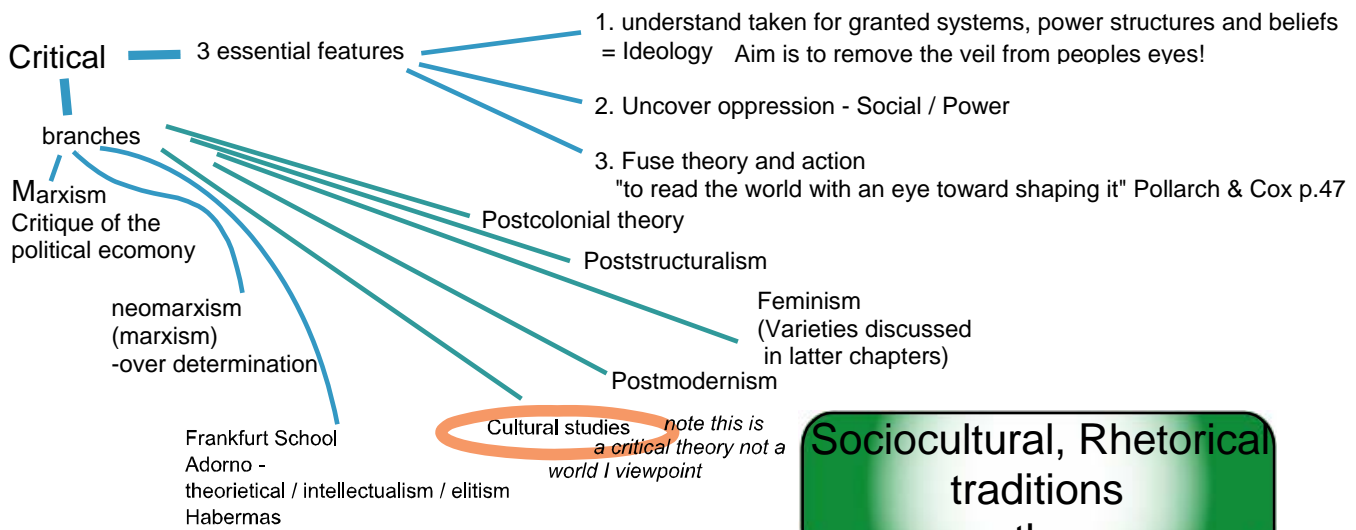 Critical
3 essential features
1. understand taken for granted systems, power structures and beliefs
= Ideology Aim is to remove the veil from peoples eyes!
2. Uncover oppression - Social / Power
3. Fuse theory and action
"to read the world with an eye toward shaping it" Pollarch & Cox p.47
branches
Marxism
Critique of the
political ecomony
neomarxism
(marxism)
-over determination
Frankfurt School
Adorno -
theorietical / intellectualism / elitism
Habermas
Postcolonial theory
Poststructuralism
Feminism
(Varieties discussed
in latter chapters)
Postmodernism
Cultural studies
note this is
a critical theory not a
world I viewpoint
Sociocultural, Rhetorical
traditions